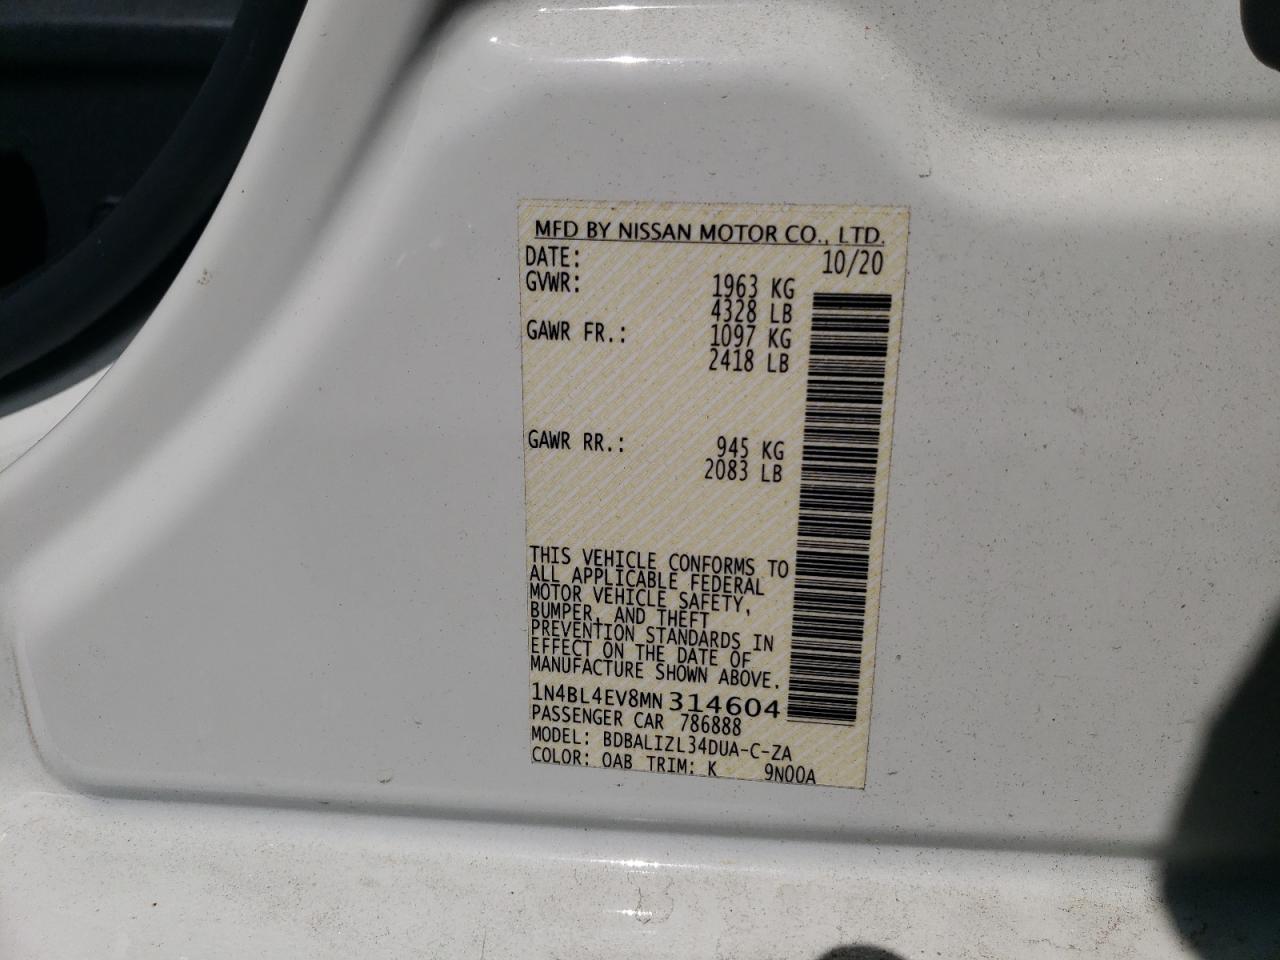 MFD BY NISSAN MOTOR CO., LTD.
DATE: 10/20
GVWR: 1963 KG
4328 LB
GAWR FR.: 1097 KG
2418 LB
GAWR RR.: 945 KG
2083 LB
THIS VEHICLE CONFORMS TO
ALL APPLICABLE FEDERAL
MOTOR VEHICLE SAFETY,
BUMPER, AND THEFT
PREVENTION STANDARDS IN
EFFECT ON THE DATE OF
MANUFACTURE SHOWN ABOVE.
1N4BL4EV8MN 314604
PASSENGER CAR 786888
MODEL: BDBALIZL34DUA-C-ZA
COLOR: QAB TRIM: K 9N00A